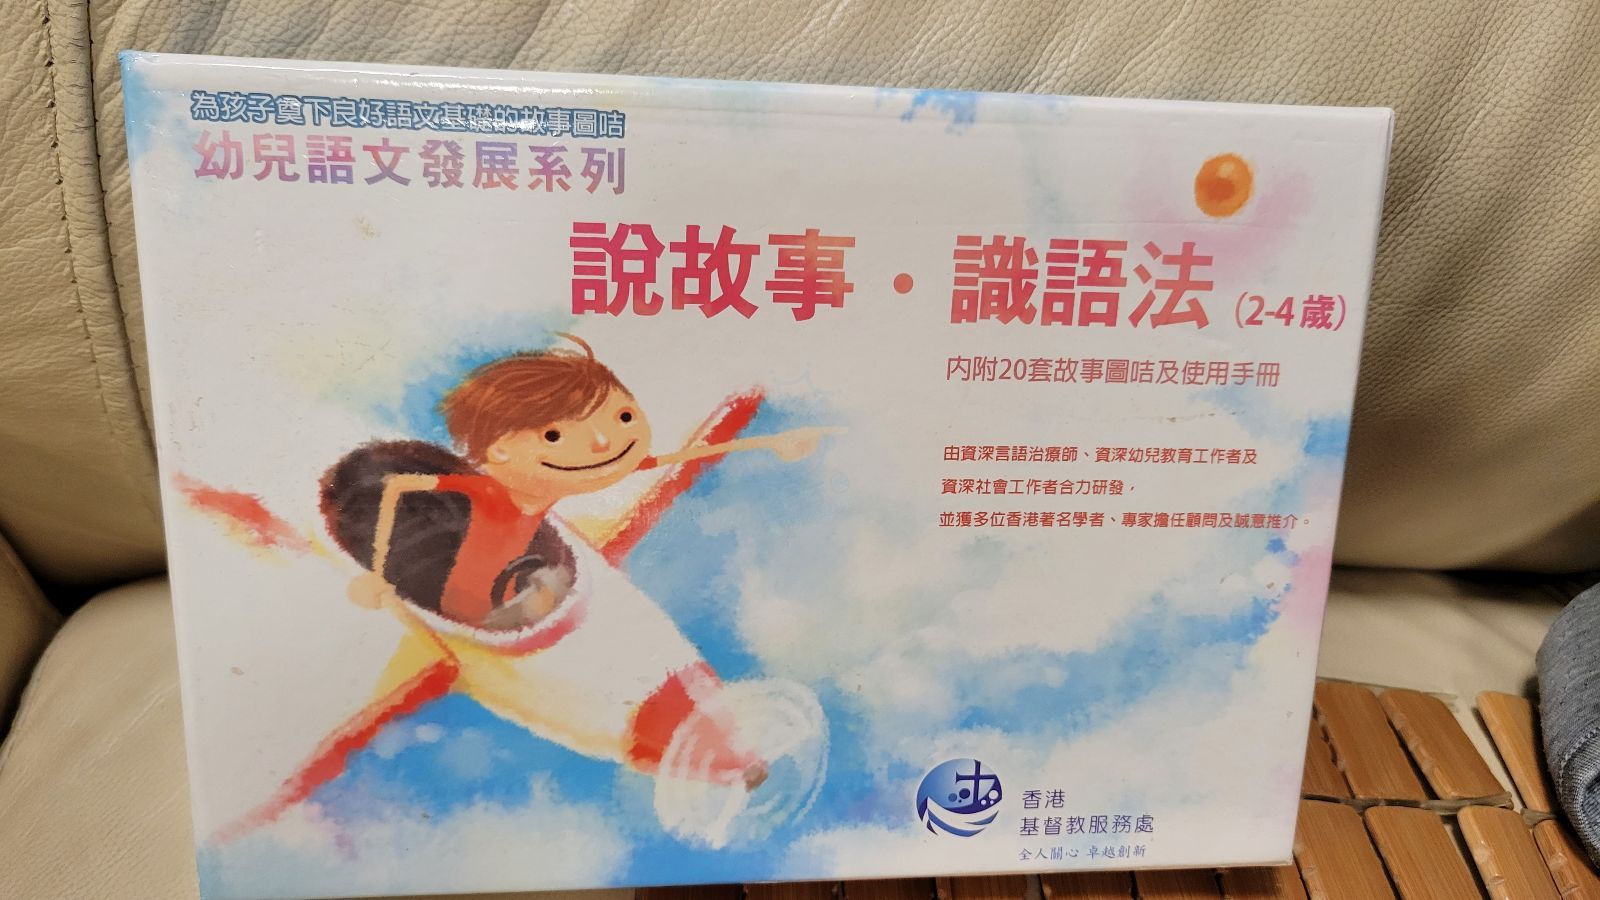 為孩子奠下良好語文基礎的故事圖咭
幼兒語文發展系列
說故事・識語法(2-4歲)
內附20套故事圖咭及使用手冊
由資深言語治療師、資深幼兒教育工作者及
資深社會工作者合力研發，
並獲多位香港著名學者、專家擔任顧問及誠意推介。
香港
基督教服務處
全人關心 卓越創新